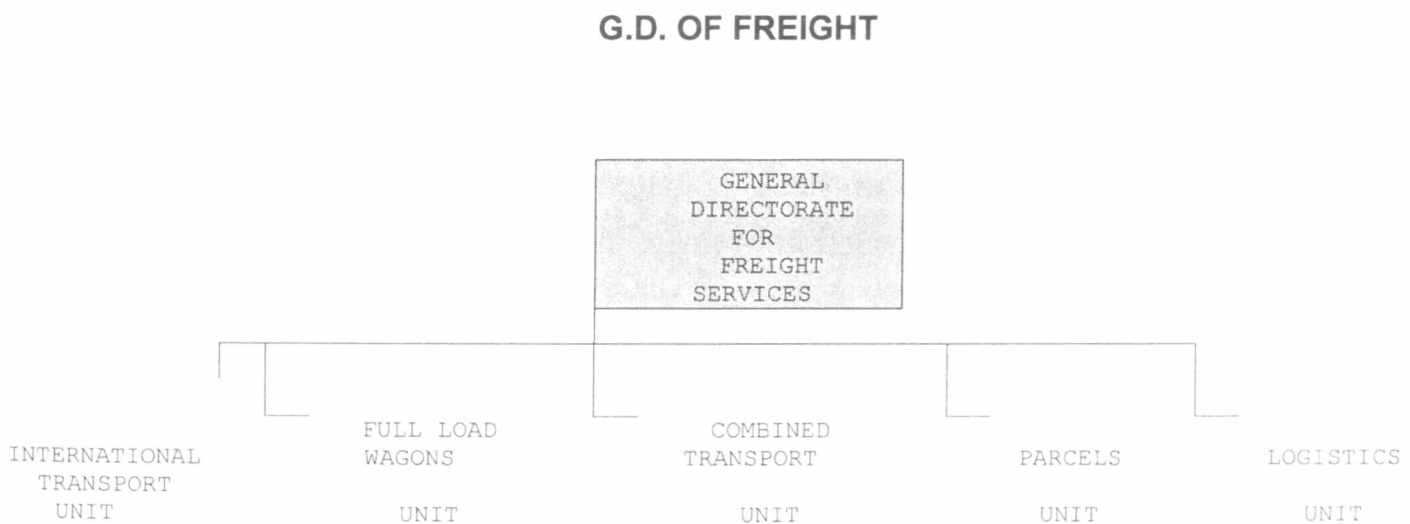 G.D. OF FREIGHT
GENERAL
DIRECTORATE
FOR
FREIGHT
SERVICES
INTERNATIONAL
TRANSPORT
UNIT
FULL LOAD
WAGONS
UNIT
COMBINED
TRANSPORT
UNIT
PARCELS
UNIT
LOGISTICS
UNIT